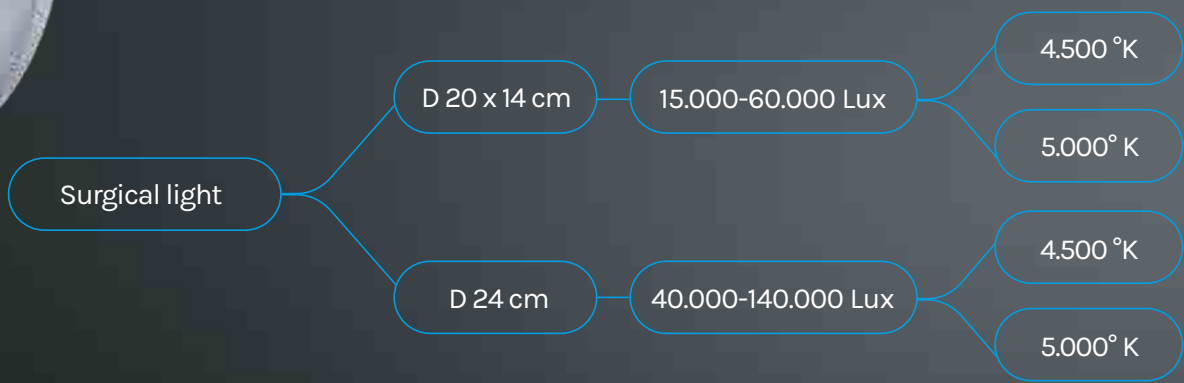 Surgical light
D 20 x 14 cm
15.000-60.000 Lux
4.500 °K
5.000° K
D 24 cm
40.000-140.000 Lux
4.500 °K
5.000° K